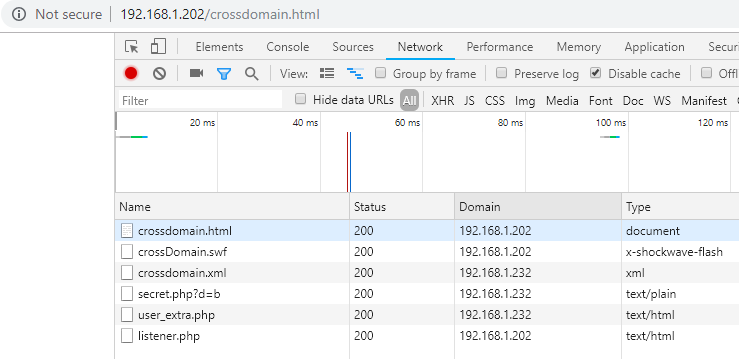 Not secure 192.168.1.202/crossdomain.html
Elements Console Sources Network Performance Memory Application Securi
View: Group by frame Preserve log Disable cache Offl
Filter Hide data URLs All XHR JS CSS Img Media Font Doc WS Manifest
20 ms 40 ms 60 ms 80 ms 100 ms 120 ms
Name Status Domain Type
crossdomain.html 200 192.168.1.202 document
crossDomain.swf 200 192.168.1.202 x-shockwave-flash
crossdomain.xml 200 192.168.1.232 xml
secret.php?d=b 200 192.168.1.232 text/plain
user_extra.php 200 192.168.1.232 text/html
listener.php 200 192.168.1.202 text/html